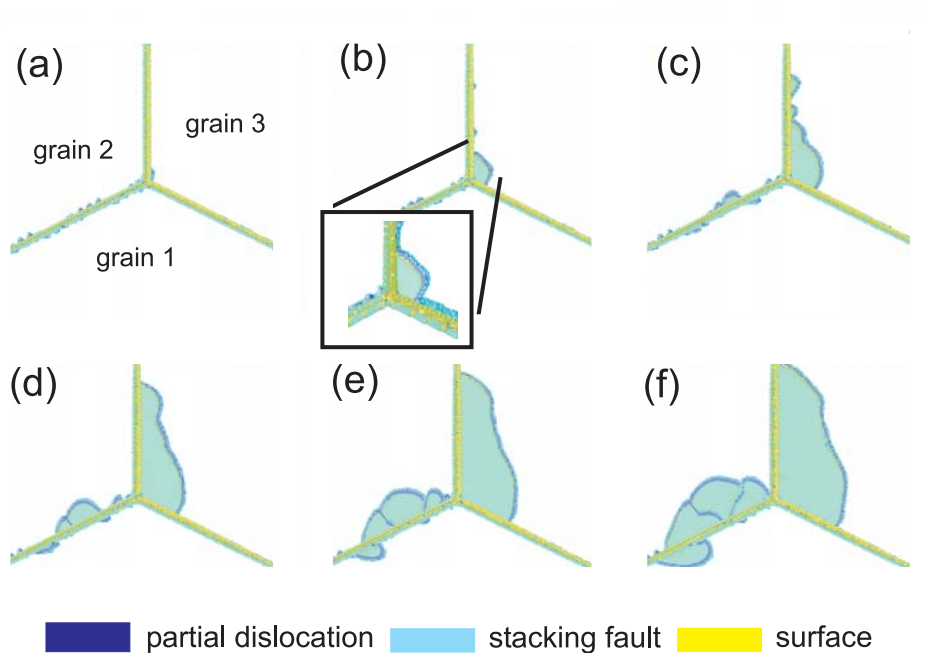 (a)
(b)
(c)
grain 2
grain 3
grain 1
(d)
(e)
(f)
partial dislocation
stacking fault
surface